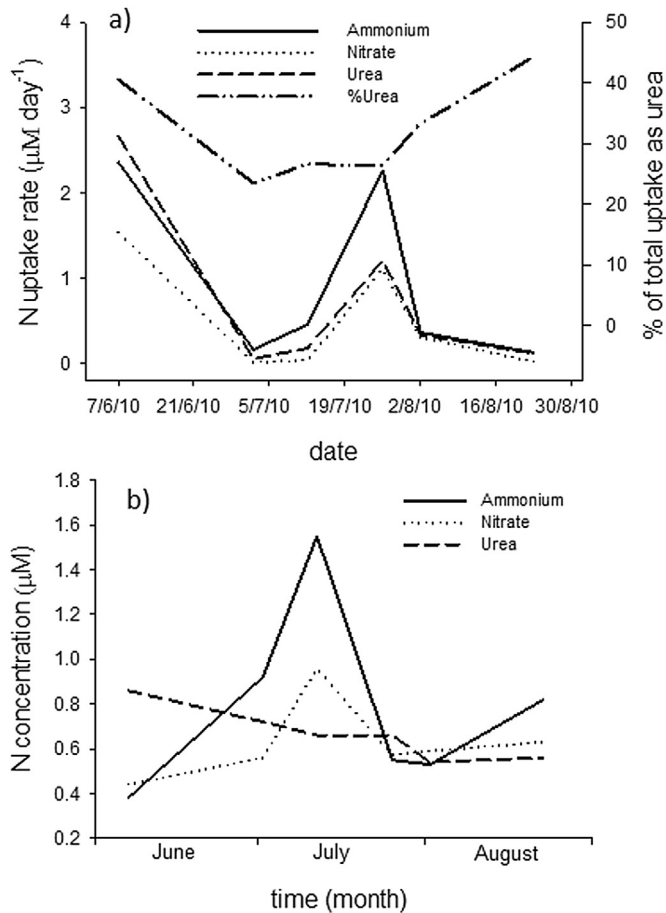 a)
Ammonium
Nitrate
Urea
%Urea
N uptake rate (µM day⁻¹)
4
3
2
1
0
% of total uptake as urea
50
40
30
20
10
0
7/6/10 21/6/10 5/7/10 19/7/10 2/8/10 16/8/10 30/8/10
date
b)
Ammonium
Nitrate
Urea
N concentration (µM)
1.8
1.6
1.4
1.2
1.0
0.8
0.6
0.4
0.2
June July August
time (month)